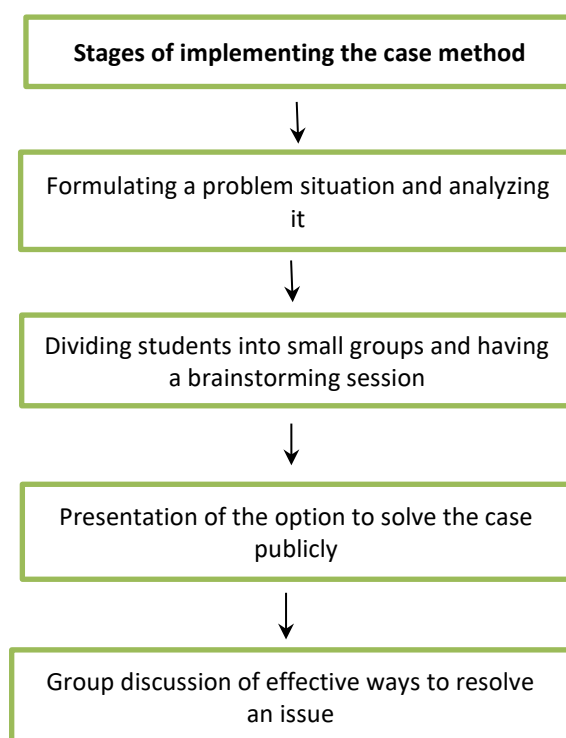 Stages of implementing the case method
Formulating a problem situation and analyzing
it
Dividing students into small groups and having
a brainstorming session
Presentation of the option to solve the case
publicly
Group discussion of effective ways to resolve
an issue